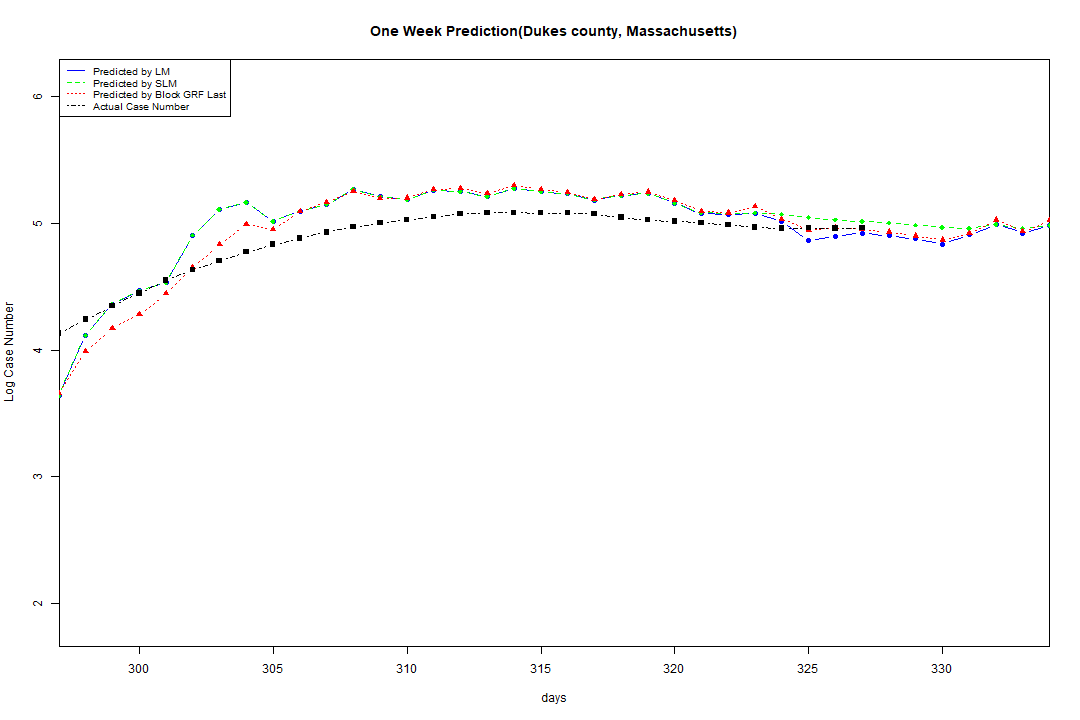 One Week Prediction(Dukes county, Massachusetts)
Predicted by LM
Predicted by SLM
Predicted by Block GRF Last
Actual Case Number
6
5
4
3
2
Log Case Number
300 305 310 315 320 325 330
days